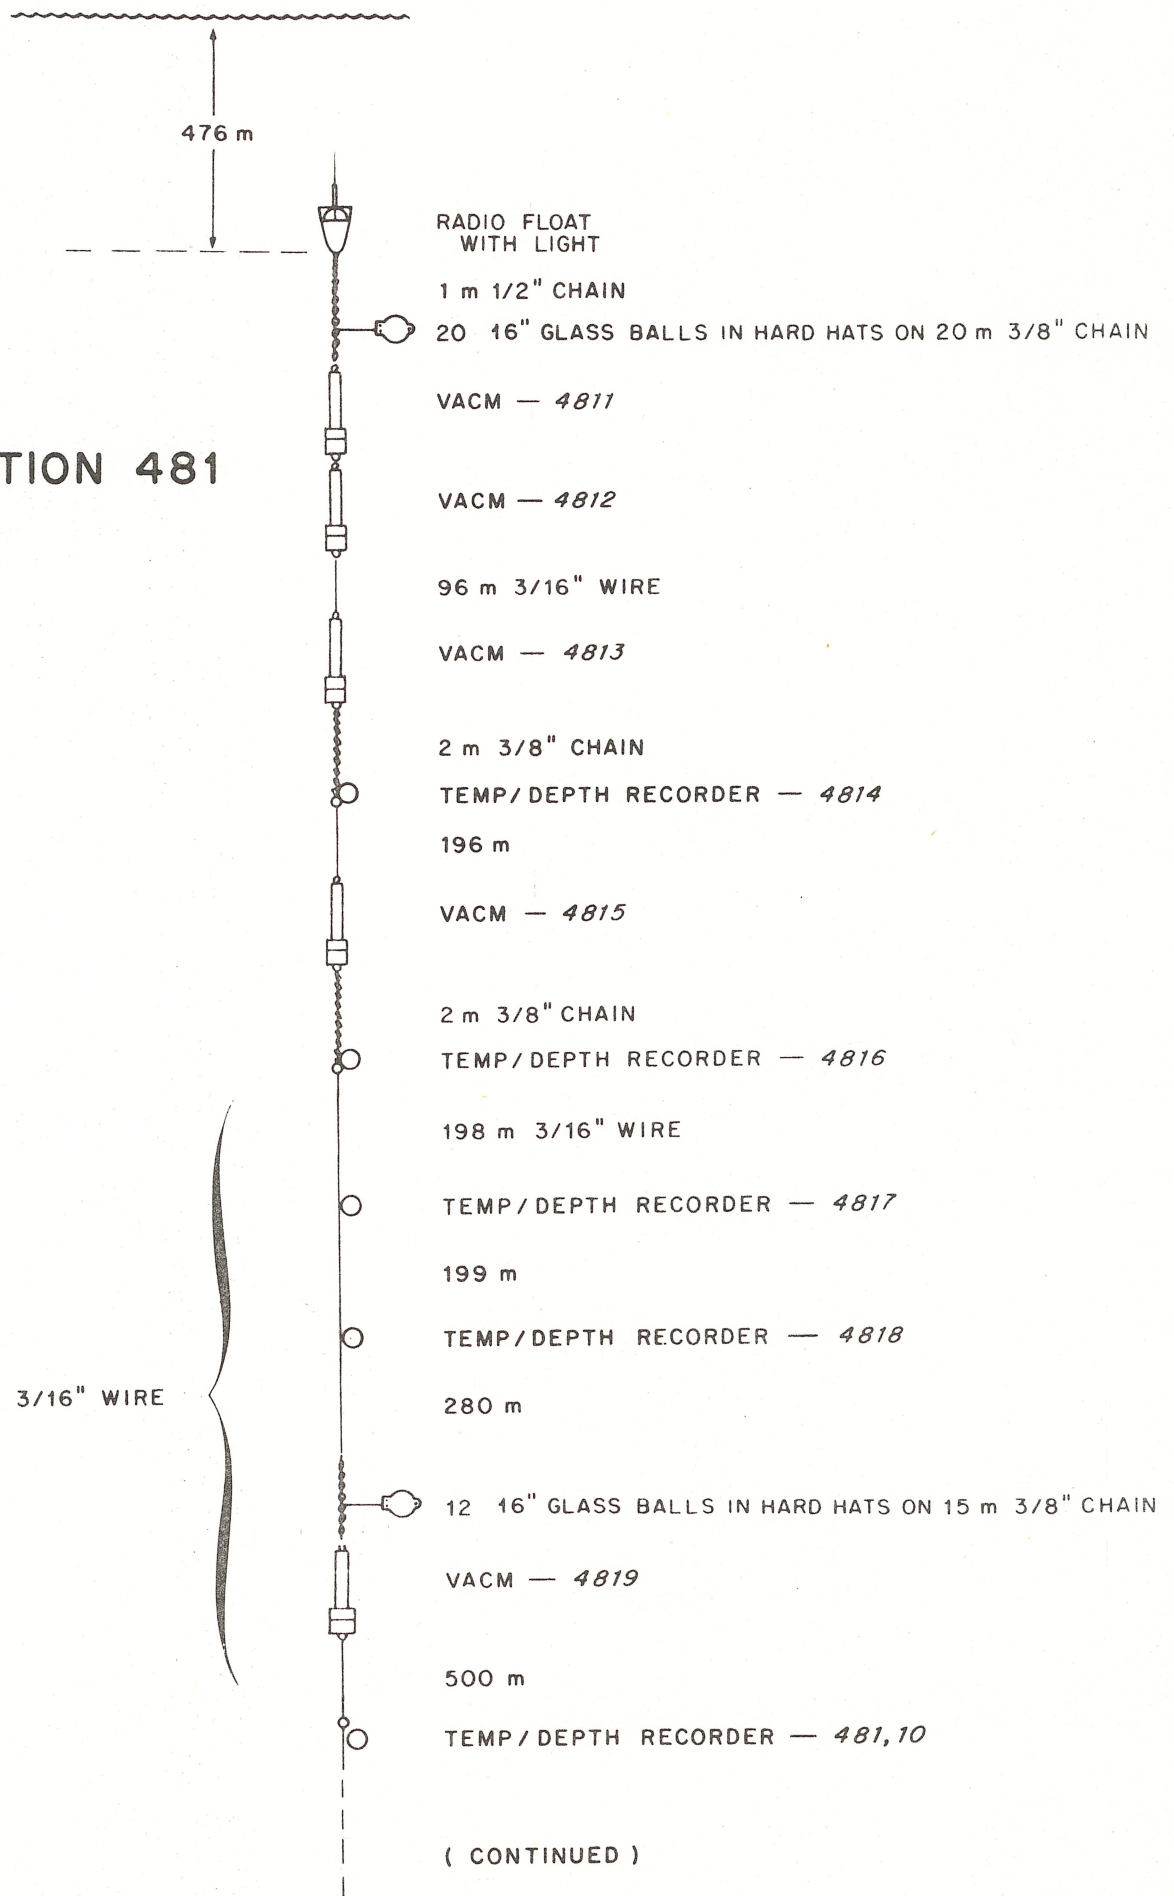 476 m
RADIO FLOAT
WITH LIGHT
1 m 1/2" CHAIN
20 16" GLASS BALLS IN HARD HATS ON 20 m 3/8" CHAIN
VACM — 4811
TION 481
VACM — 4812
96 m 3/16" WIRE
VACM — 4813
2 m 3/8" CHAIN
TEMP/DEPTH RECORDER — 4814
196 m
VACM — 4815
2 m 3/8" CHAIN
TEMP/DEPTH RECORDER — 4816
198 m 3/16" WIRE
TEMP/DEPTH RECORDER — 4817
199 m
TEMP/DEPTH RECORDER — 4818
3/16" WIRE
280 m
12 16" GLASS BALLS IN HARD HATS ON 15 m 3/8" CHAIN
VACM — 4819
500 m
TEMP/DEPTH RECORDER — 481,10
( CONTINUED )